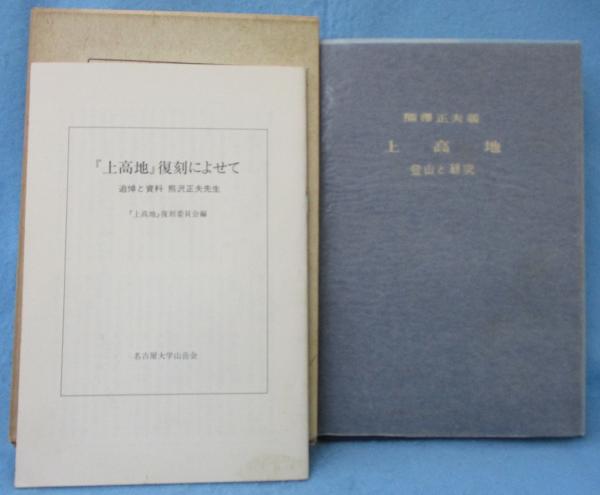 『上高地』復刻によせて
追悼と資料 熊沢正夫先生
『上高地』復刻委員会編
名古屋大学山岳会
熊澤正夫著
上高地
登山と研究